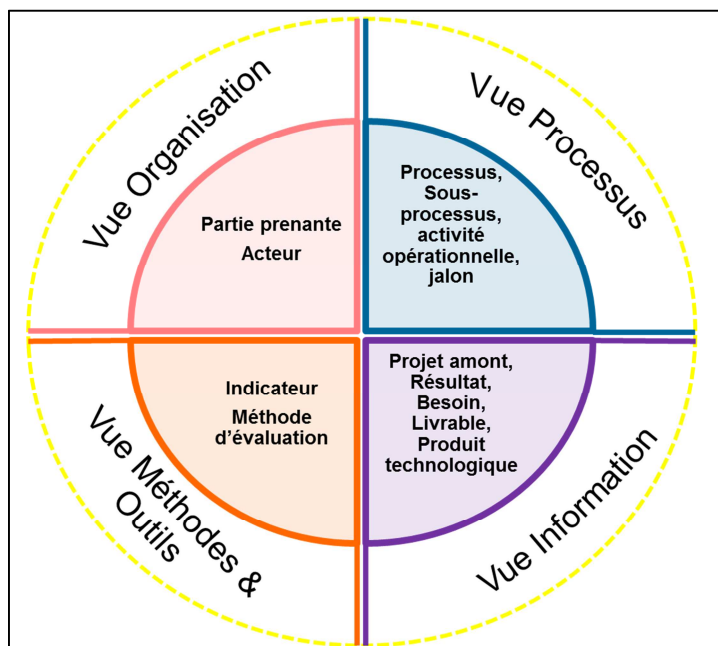 Vue Organisation
Vue Processus
Partie prenante
Acteur
Processus,
Sous-
processus,
activité
opérationnelle,
jalon
Indicateur
Méthode
d'évaluation
Projet amont,
Résultat,
Besoin,
Livrable,
Produit
technologique
Vue Méthodes &
Outils
Vue Information